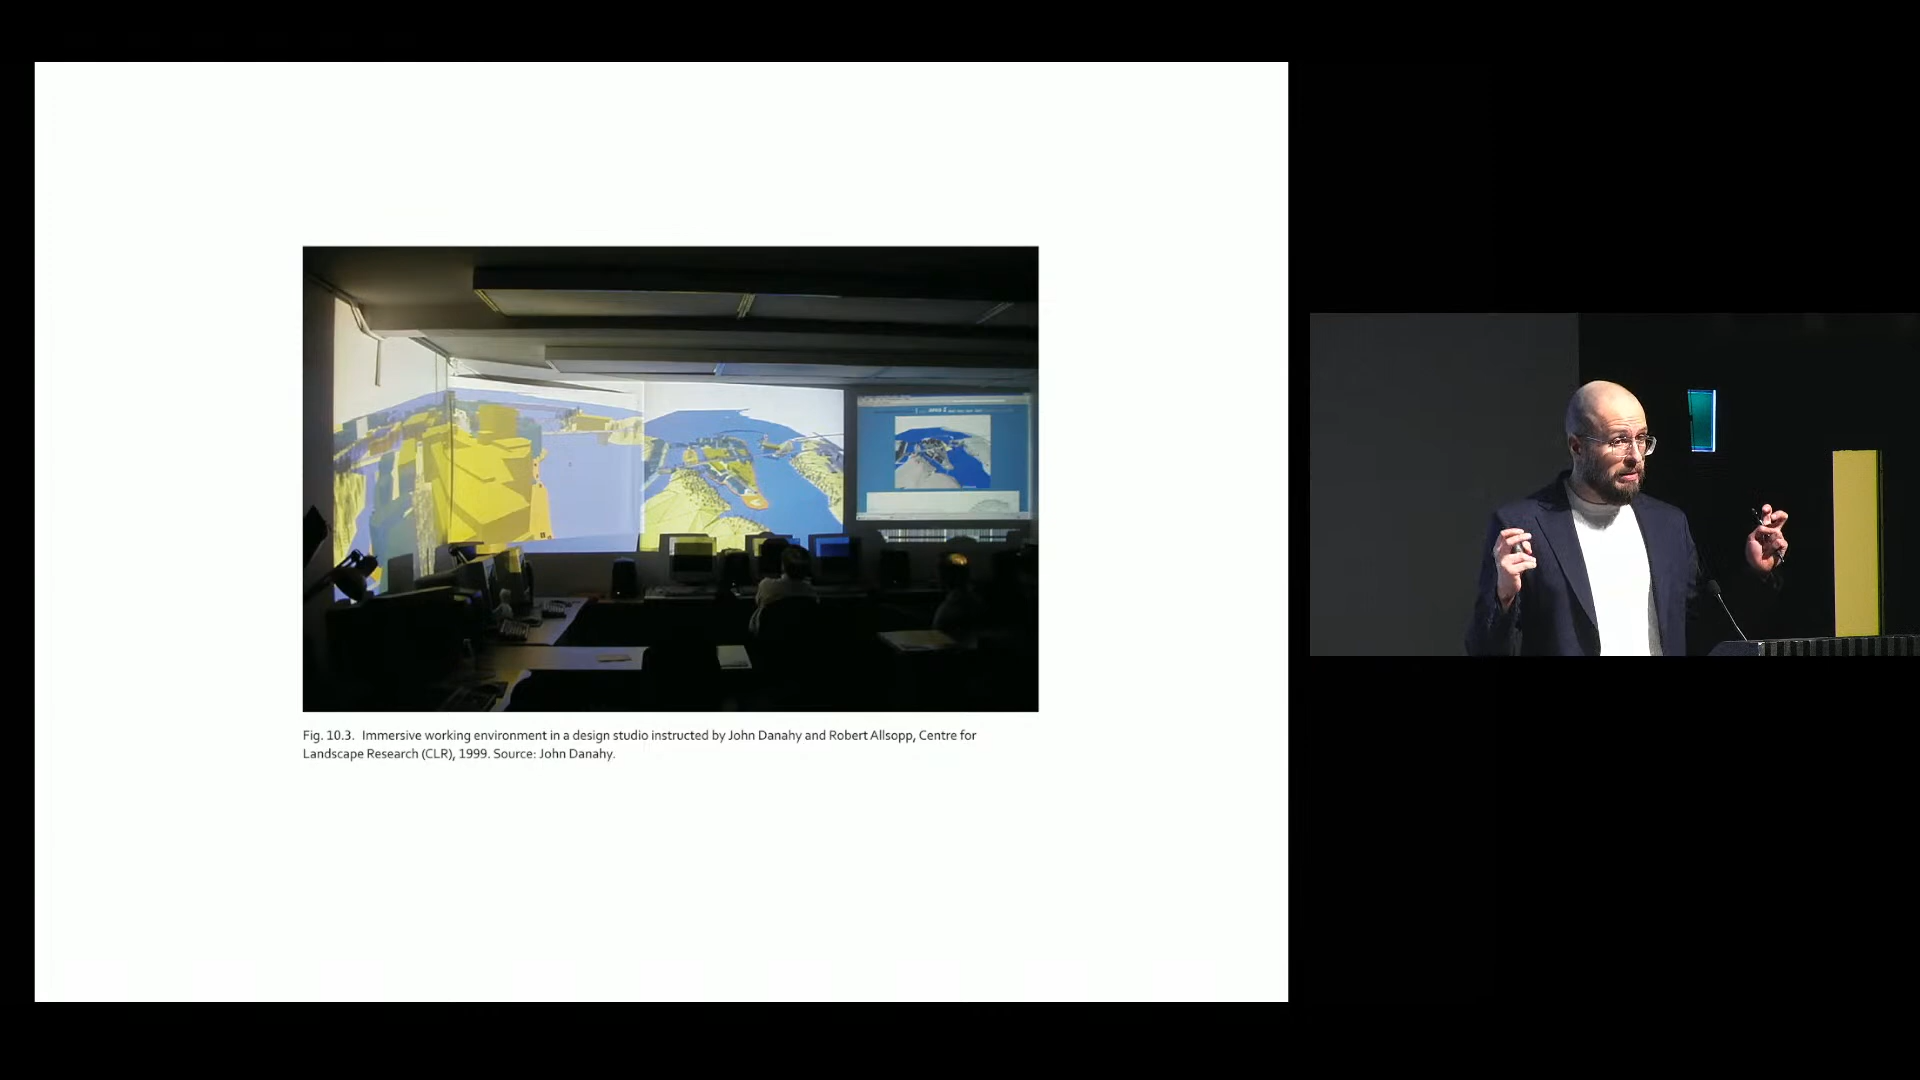 Fig. 10.3. Immersive working environment in a design studio instructed by John Danahy and Robert Allsopp, Centre for
Landscape Research (CLR), 1999. Source: John Danahy.